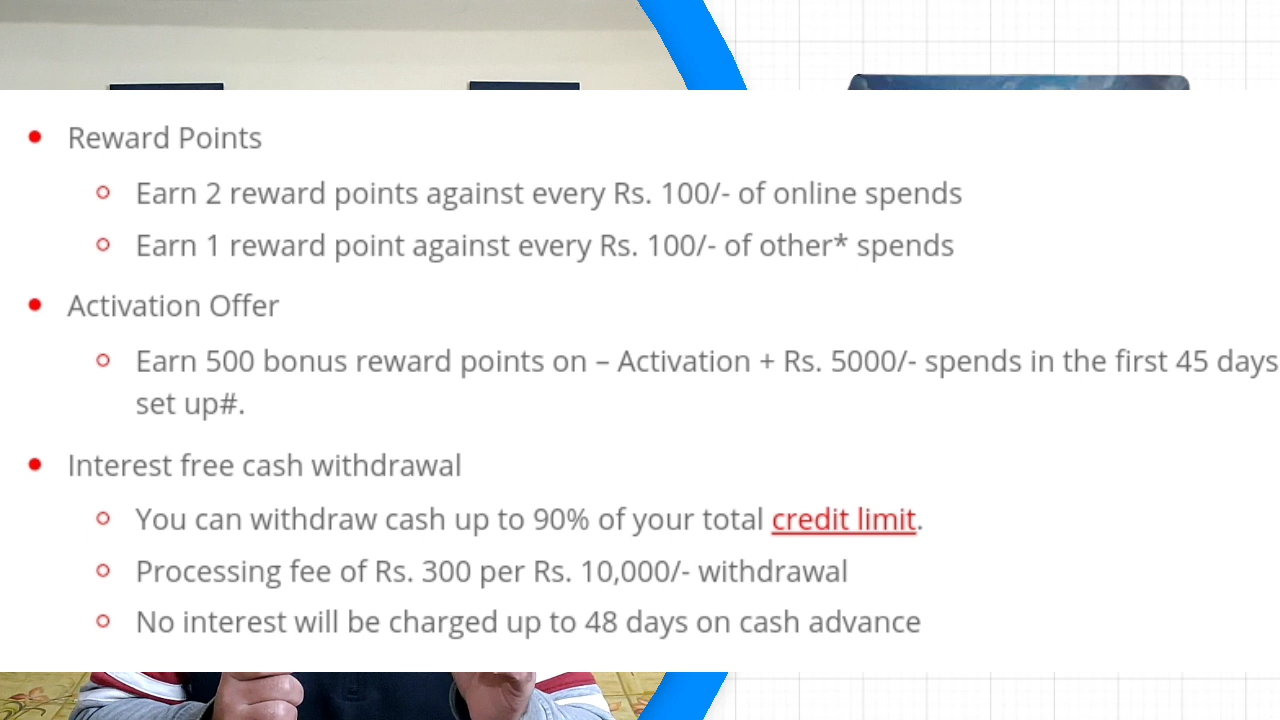 Reward Points
Earn 2 reward points against every Rs. 100/- of online spends
Earn 1 reward point against every Rs. 100/- of other* spends
Activation Offer
Earn 500 bonus reward points on – Activation + Rs. 5000/- spends in the first 45 days
set up#.
Interest free cash withdrawal
You can withdraw cash up to 90% of your total credit limit.
Processing fee of Rs. 300 per Rs. 10,000/- withdrawal
No interest will be charged up to 48 days on cash advance